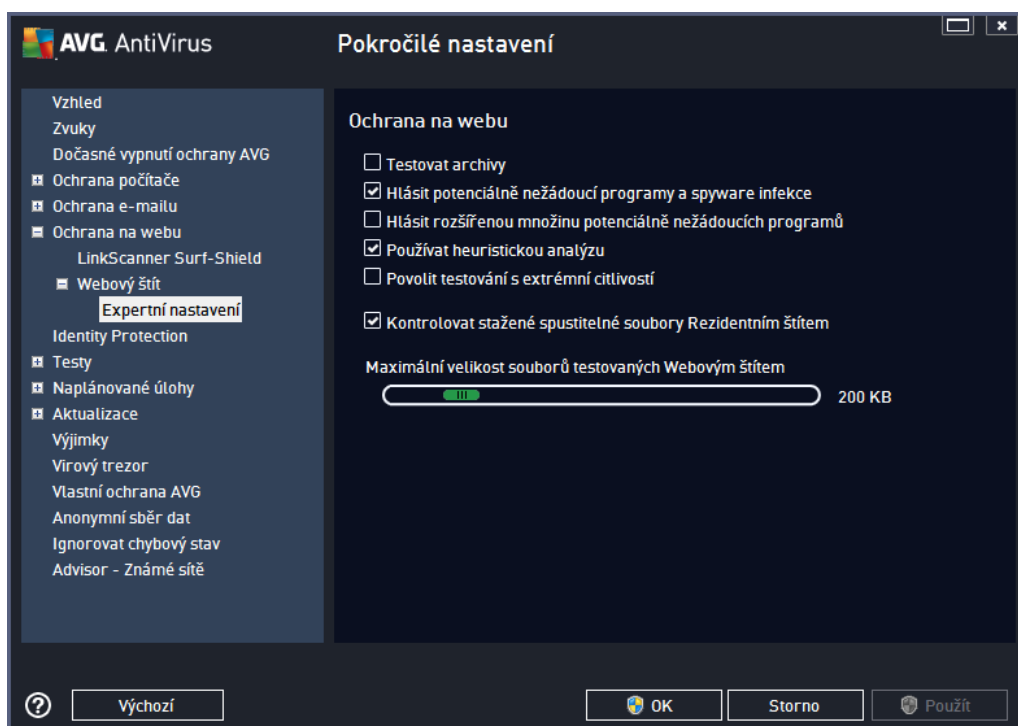 AVG. AntiVirus
Pokročilé nastavení
Vzhled
Zvuky
Dočasné vypnutí ochrany AVG
Ochrana počítače
Ochrana e-mailu
Ochrana na webu
LinkScanner Surf-Shield
Webový štít
Expertní nastavení
Identity Protection
Testy
Naplánované úlohy
Aktualizace
Výjimky
Virový trezor
Vlastní ochrana AVG
Anonymní sběr dat
Ignorovat chybový stav
Advisor - Známé sítě
Ochrana na webu
Testovat archivy
Hlásit potenciálně nežádoucí programy a spyware infekce
Hlásit rozšířenou množinu potenciálně nežádoucích programů
Používat heuristickou analýzu
Povolit testování s extrémní citlivostí
Kontrolovat stažené spustitelné soubory Rezidentním štítem
Maximální velikost souborů testovaných Webovým štítem
200 KB
Výchozí
OK
Storno
Použít